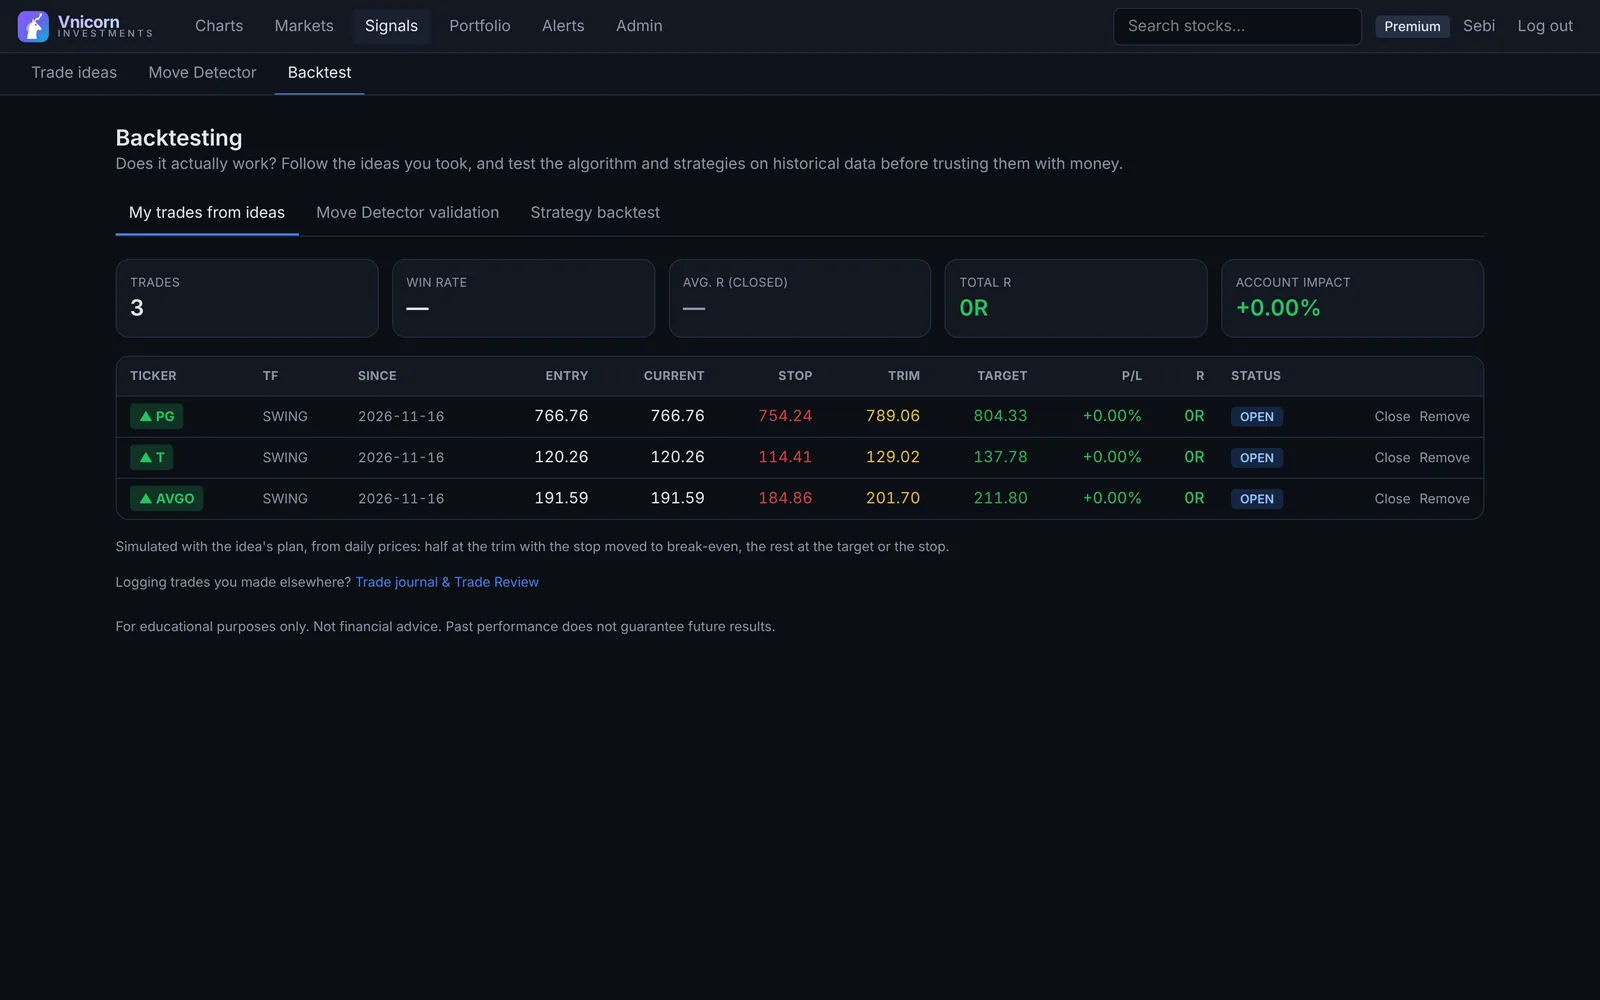 Vnicorn INVESTMENTS Charts Markets Signals Portfolio Alerts Admin Search stocks... Premium Sebi Log out
Trade ideas Move Detector Backtest
Backtesting
Does it actually work? Follow the ideas you took, and test the algorithm and strategies on historical data before trusting them with money.
My trades from ideas Move Detector validation Strategy backtest
TRADES WIN RATE AVG. R (CLOSED) TOTAL R ACCOUNT IMPACT
3 — — 0R +0.00%
TICKER TF SINCE ENTRY CURRENT STOP TRIM TARGET P/L R STATUS
▲ PG SWING 2026-11-16 766.76 766.76 754.24 789.06 804.33 +0.00% 0R OPEN Close Remove
▲ T SWING 2026-11-16 120.26 120.26 114.41 129.02 137.78 +0.00% 0R OPEN Close Remove
▲ AVGO SWING 2026-11-16 191.59 191.59 184.86 201.70 211.80 +0.00% 0R OPEN Close Remove
Simulated with the idea's plan, from daily prices: half at the trim with the stop moved to break-even, the rest at the target or the stop.
Logging trades you made elsewhere? Trade journal & Trade Review
For educational purposes only. Not financial advice. Past performance does not guarantee future results.